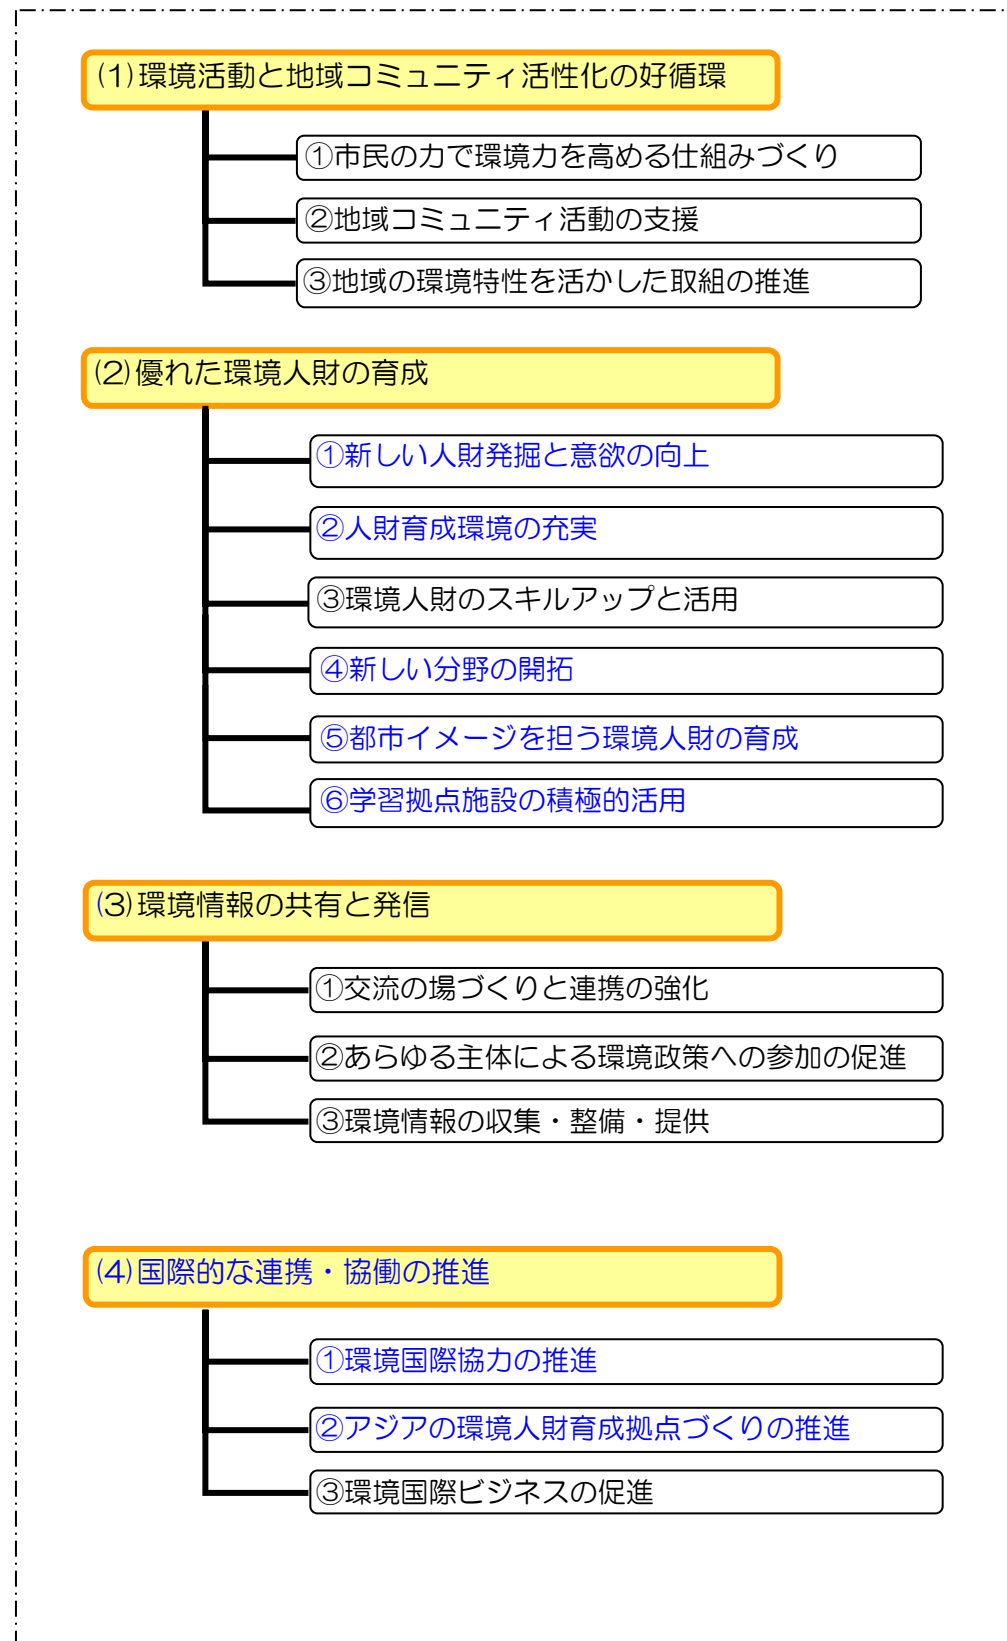 (1)環境活動と地域コミュニティ活性化の好循環
①市民の力で環境力を高める仕組みづくり
②地域コミュニティ活動の支援
③地域の環境特性を活かした取組の推進
(2)優れた環境人財の育成
①新しい人財発掘と意欲の向上
②人財育成環境の充実
③環境人財のスキルアップと活用
④新しい分野の開拓
⑤都市イメージを担う環境人財の育成
⑥学習拠点施設の積極的活用
(3)環境情報の共有と発信
①交流の場づくりと連携の強化
②あらゆる主体による環境政策への参加の促進
③環境情報の収集・整備・提供
(4)国際的な連携・協働の推進
①環境国際協力の推進
②アジアの環境人財育成拠点づくりの推進
③環境国際ビジネスの促進